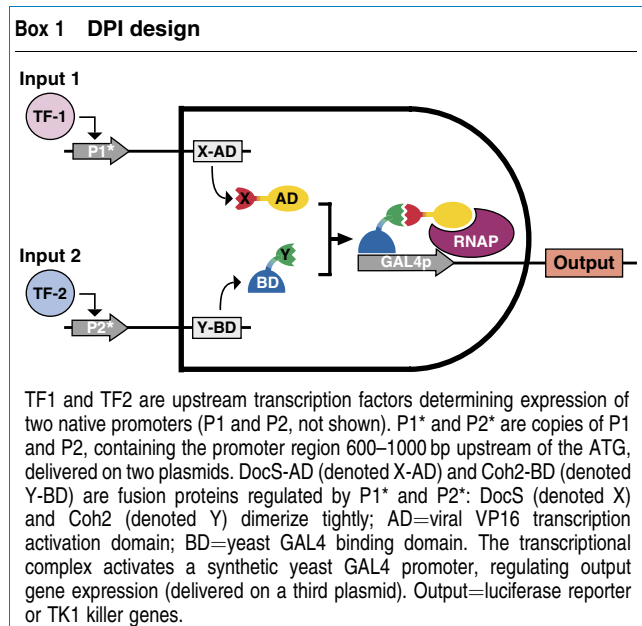 Box 1 DPI design
Input 1
TF-1
P1*
X-AD
X
AD
Input 2
TF-2
P2*
Y-BD
Y
BD
GAL4p
RNAP
Output
TF1 and TF2 are upstream transcription factors determining expression of
two native promoters (P1 and P2, not shown). P1* and P2* are copies of P1
and P2, containing the promoter region 600–1000 bp upstream of the ATG,
delivered on two plasmids. DocS-AD (denoted X-AD) and Coh2-BD (denoted
Y-BD) are fusion proteins regulated by P1* and P2*: DocS (denoted X)
and Coh2 (denoted Y) dimerize tightly; AD=viral VP16 transcription
activation domain; BD=yeast GAL4 binding domain. The transcriptional
complex activates a synthetic yeast GAL4 promoter, regulating output
gene expression (delivered on a third plasmid). Output=luciferase reporter
or TK1 killer genes.